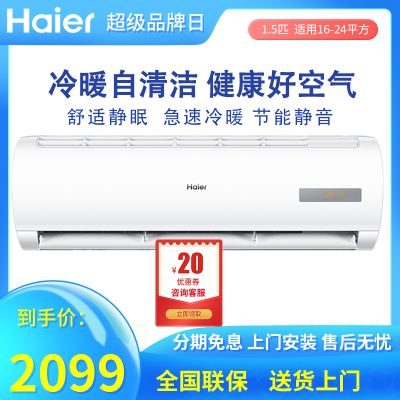 Haier 超级品牌日
1.5匹 适用16-24平方
冷暖自清洁 健康好空气
舒适静眠 急速冷暖 节能静音
Haier
¥20
优惠券
咨询客服
立即领取
到手价:
2099
分期免息 上门安装 售后无忧
全国联保 送货上门